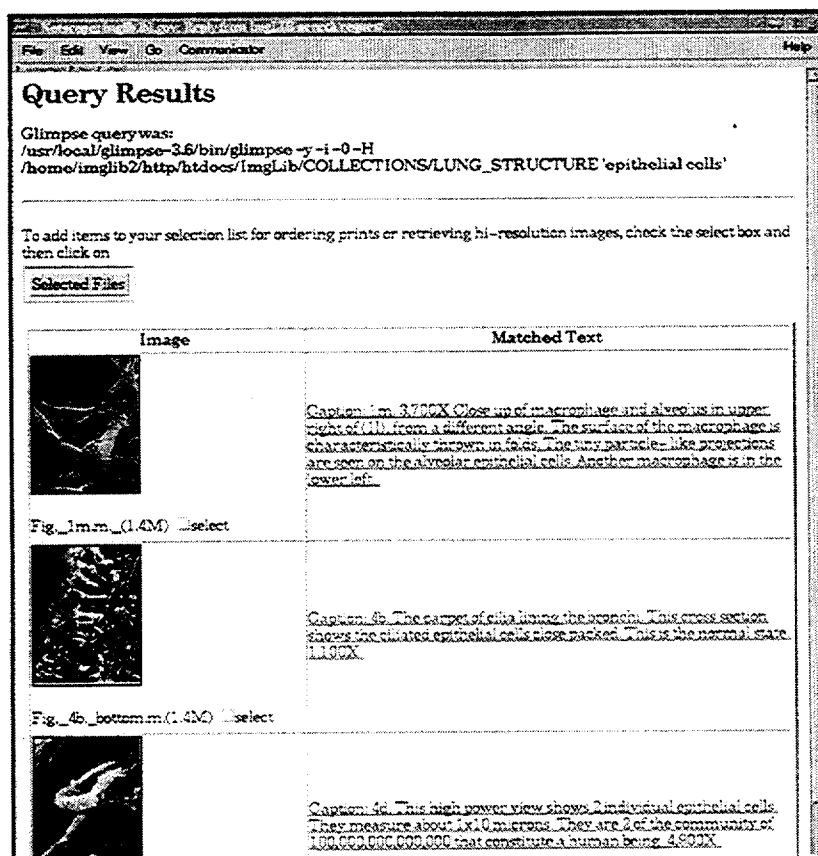 File Edit View Go Communicator Help
Query Results
Glimpse query was:
/usr/local/glimpse-3.6/bin/glimpse -y -i -0 -H
/home/imglib2/http/htdocs/ImgLib/COLLECTIONS/LUNG_STRUCTURE 'epithelial cells'
To add items to your selection list for ordering prints or retrieving hi-resolution images, check the select box and
then click on
Selected Files
Image Matched Text
Caption: 1m. 3,700X Close up of macrophage and alveolus in upper
right of (1l), from a different angle. The surface of the macrophage is
characteristically thrown in folds. The tiny particle-like projections
are seen on the alveolar epithelial cells. Another macrophage is in the
lower left.
Fig._1m.m._(1.4M) select
Caption: 4b. The carpet of cilia lining the bronchi. This cross section
shows the ciliated epithelial cells close packed. This is the normal state.
1,100X
Fig._4b._bottom.m.(1.4M) select
Caption: 4d. This high power view shows 2 individual epithelial cells.
They measure about 1x10 microns. They are 2 of the community of
100,000,000,000,000 that constitute a human being. 4,900X